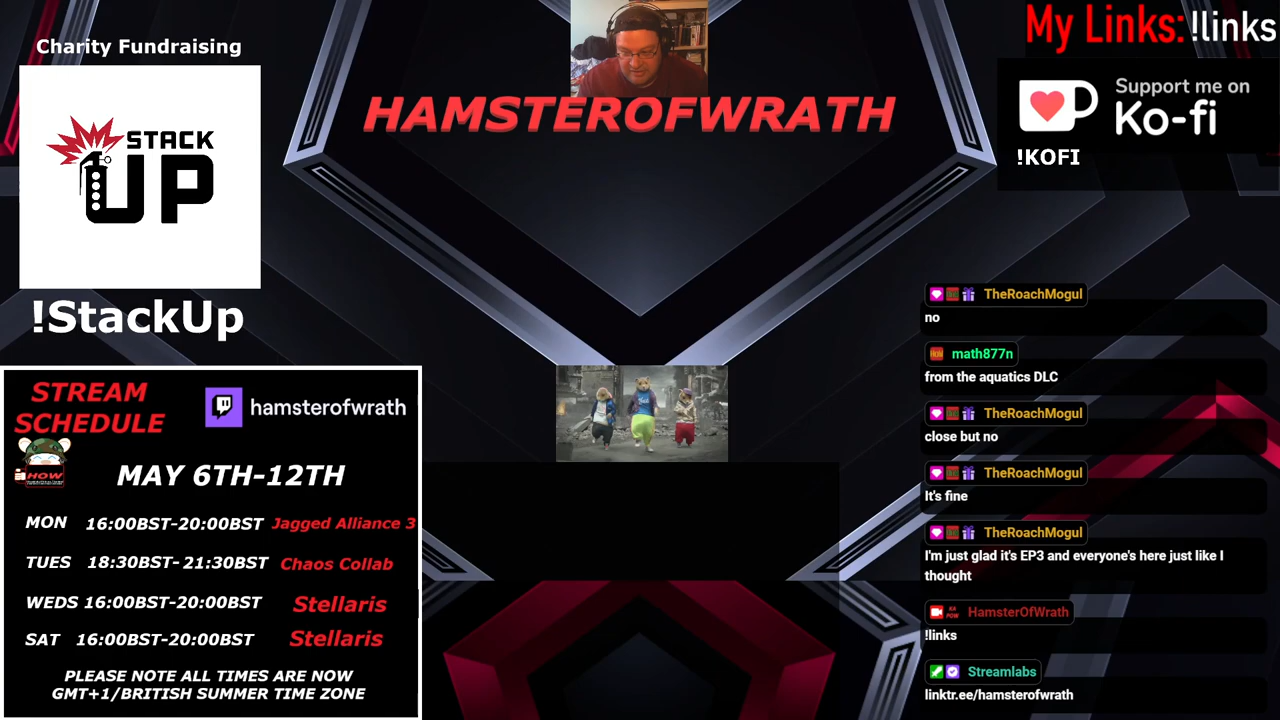 Charity Fundraising
STACK
UP
!StackUp
HAMSTEROFWRATH
My Links: !links
Support me on
Ko-fi
!KOFI
STREAM
SCHEDULE
hamsterofwrath
HOW
MAY 6TH-12TH
MON 16:00BST-20:00BST Jagged Alliance 3
TUES 18:30BST-21:30BST Chaos Collab
WEDS 16:00BST-20:00BST Stellaris
SAT 16:00BST-20:00BST Stellaris
PLEASE NOTE ALL TIMES ARE NOW
GMT+1/BRITISH SUMMER TIME ZONE
TheRoachMogul
no
math877n
from the aquatics DLC
TheRoachMogul
close but no
TheRoachMogul
It's fine
TheRoachMogul
I'm just glad it's EP3 and everyone's here just like I
thought
HamsterOfWrath
!links
Streamlabs
linktr.ee/hamsterofwrath